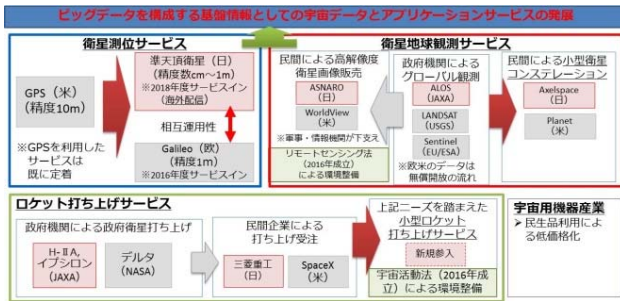 ビッグデータを構成する基盤情報としての宇宙データとアプリケーションサービスの発展
衛星測位サービス
GPS（米）
（精度10m）
※GPSを利用した
サービスは
既に定着
準天頂衛星（日）
（精度数cm～1m）
※2018年度サービスイン
（海外配信）
相互運用性
Galileo（欧）
（精度1m）
※2016年度サービスイン
衛星地球観測サービス
民間による高解像度
衛星画像販売
ASNARO
（日）
WorldView
（米）
※軍事・情報機関が下支え
リモートセンシング法
（2016年成立）
による環境整備
政府機関による
グローバル観測
ALOS
（JAXA）
LANDSAT
（USGS）
Sentinel
（EU/ESA）
※欧米のデータは
無償開放の流れ
民間による小型衛星
コンステレーション
Axelspace
（日）
Planet
（米）
ロケット打ち上げサービス
政府機関による政府衛星打ち上げ
H-ⅡA,
イプシロン
（JAXA）
デルタ
（NASA）
民間企業による
打ち上げ受注
三菱重工
（日）
SpaceX
（米）
上記ニーズを踏まえた
小型ロケット
打ち上げサービス
新規参入
宇宙活動法（2016年成
立）による環境整備
宇宙用機器産業
➢ 民生品利用によ
る低価格化